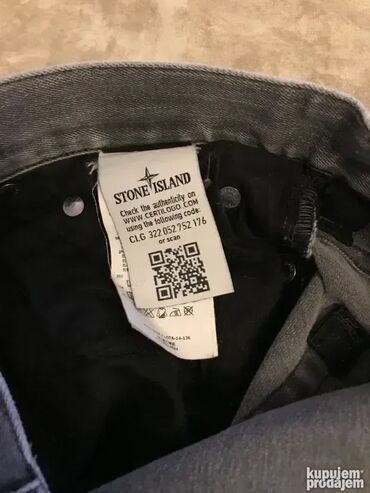 STONE ISLAND
Check the authenticity on
WWW.CERTILOGO.COM
using the following code:
CLG 322 052 752 176
or scan
kupujem
prodajem